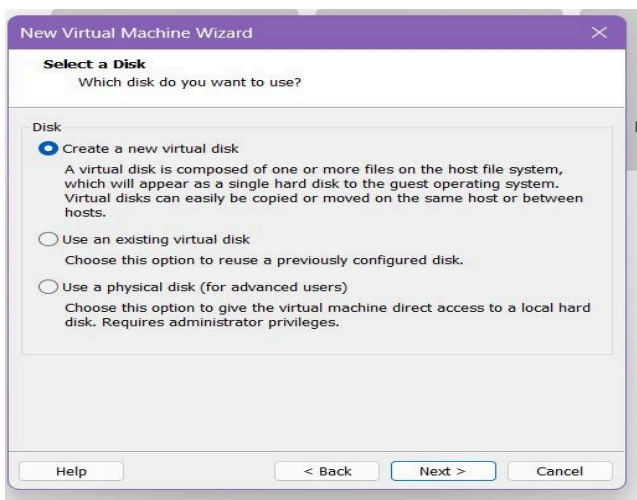 New Virtual Machine Wizard
Select a Disk
Which disk do you want to use?
Disk
Create a new virtual disk
A virtual disk is composed of one or more files on the host file system,
which will appear as a single hard disk to the guest operating system.
Virtual disks can easily be copied or moved on the same host or between
hosts.
Use an existing virtual disk
Choose this option to reuse a previously configured disk.
Use a physical disk (for advanced users)
Choose this option to give the virtual machine direct access to a local hard
disk. Requires administrator privileges.
Help
< Back
Next >
Cancel